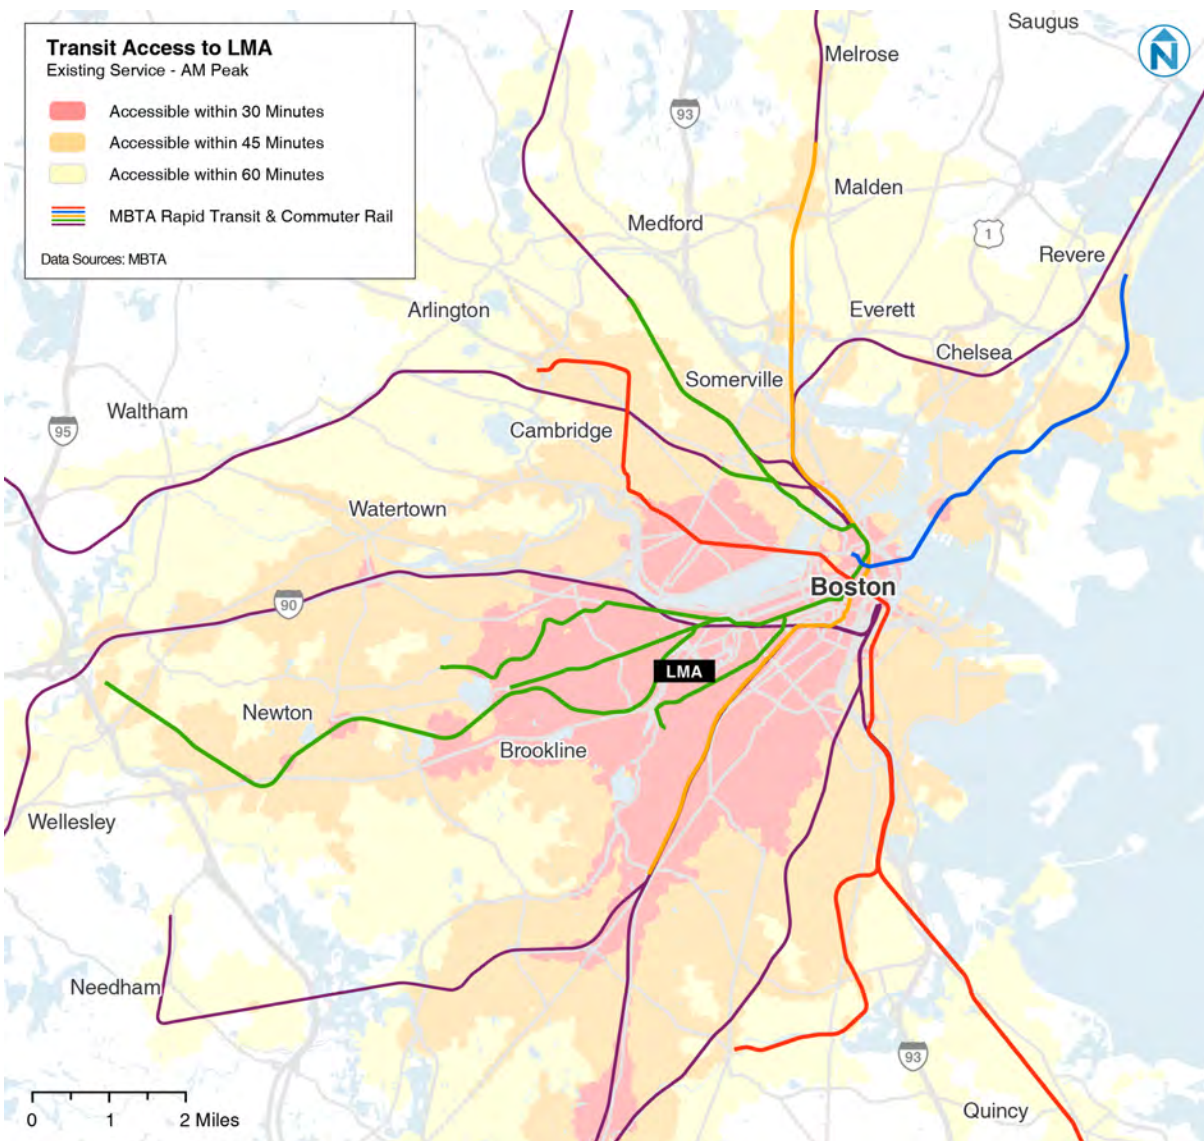 Transit Access to LMA
Existing Service - AM Peak
Accessible within 30 Minutes
Accessible within 45 Minutes
Accessible within 60 Minutes
MBTA Rapid Transit & Commuter Rail
Data Sources: MBTA
Saugus
N
Melrose
93
Malden
Medford
1
Revere
Arlington
Everett
Chelsea
Somerville
Waltham
95
Cambridge
Watertown
90
Boston
LMA
Newton
Brookline
Wellesley
Needham
93
Quincy
0 1 2 Miles